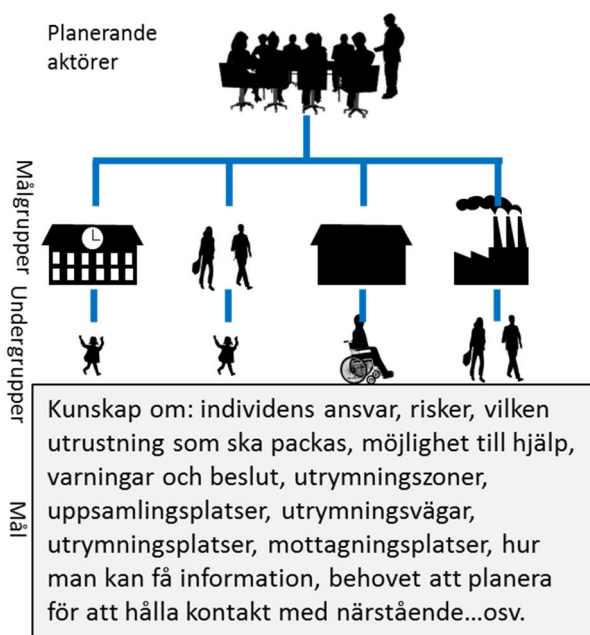 Planerande
aktörer
Målgrupper
Undergrupper
Mål
Kunskap om: individens ansvar, risker, vilken
utrustning som ska packas, möjlighet till hjälp,
varningar och beslut, utrymningszoner,
uppsamlingsplatser, utrymningsvägar,
utrymningsplatser, mottagningsplatser, hur
man kan få information, behovet att planera
för att hålla kontakt med närstående...osv.